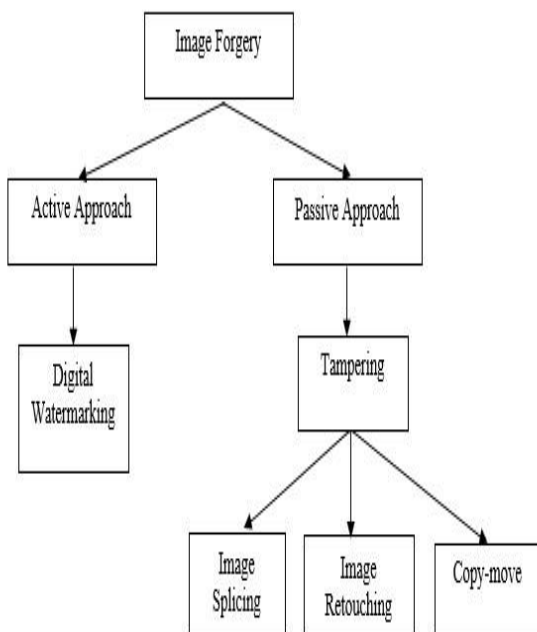 Image Forgery
Active Approach
Passive Approach
Digital
Watermarking
Tampering
Image
Splicing
Image
Retouching
Copy-move